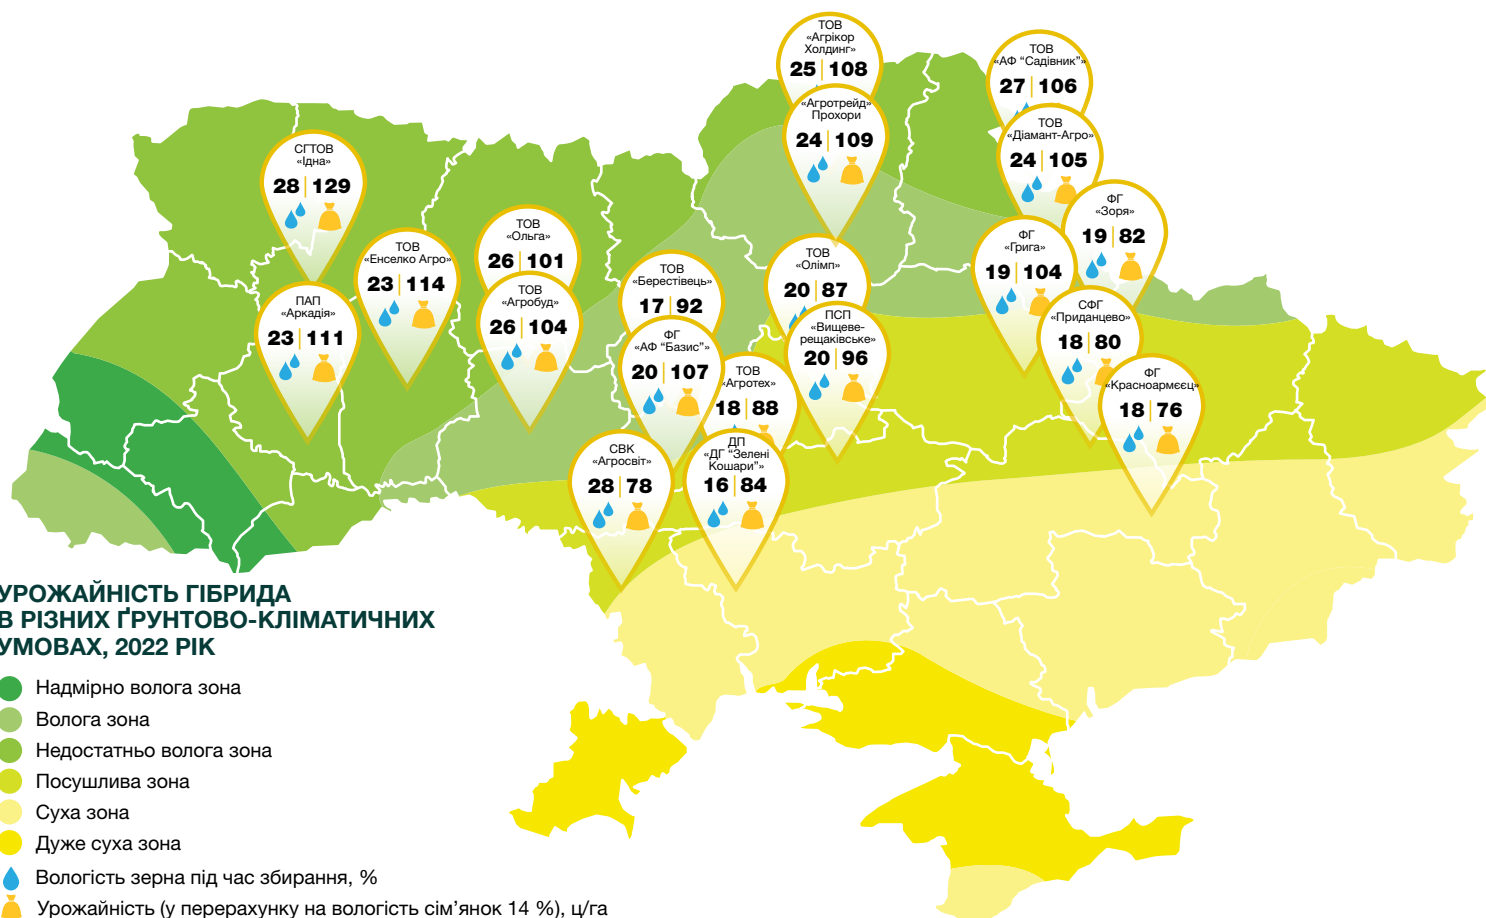 ТОВ
«Агрікор
Холдинг»
25 108
ТОВ
«АФ "Садівник"»
27 106
«Агротрейд»
Прохори
24 109
ТОВ
«Діамант-Агро»
24 105
СГТОВ
«Ідна»
28 129
ФГ
«Зоря»
19 82
ТОВ
«Ольга»
26 101
ТОВ
«Енселко Агро»
23 114
ФГ
«Грига»
19 104
ТОВ
«Олімп»
20 87
ТОВ
«Берестівець»
17 92
ТОВ
«Агробуд»
26 104
ПАП
«Аркадія»
23 111
СФГ
«Приданцево»
18 80
ПСП
«Вищеве-
рещаківське»
20 96
ФГ
«АФ "Базис"»
20 107
ТОВ
«Агротех»
18 88
ФГ
«Красноармєєц»
18 76
СВК
«Агросвіт»
28 78
ДП
«ДГ "Зелені
Кошари"»
16 84
УРОЖАЙНІСТЬ ГІБРИДА
В РІЗНИХ ҐРУНТОВО-КЛІМАТИЧНИХ
УМОВАХ, 2022 РІК
Надмірно волога зона
Волога зона
Недостатньо волога зона
Посушлива зона
Суха зона
Дуже суха зона
Вологість зерна під час збирання, %
Урожайність (у перерахунку на вологість сім'янок 14 %), ц/га